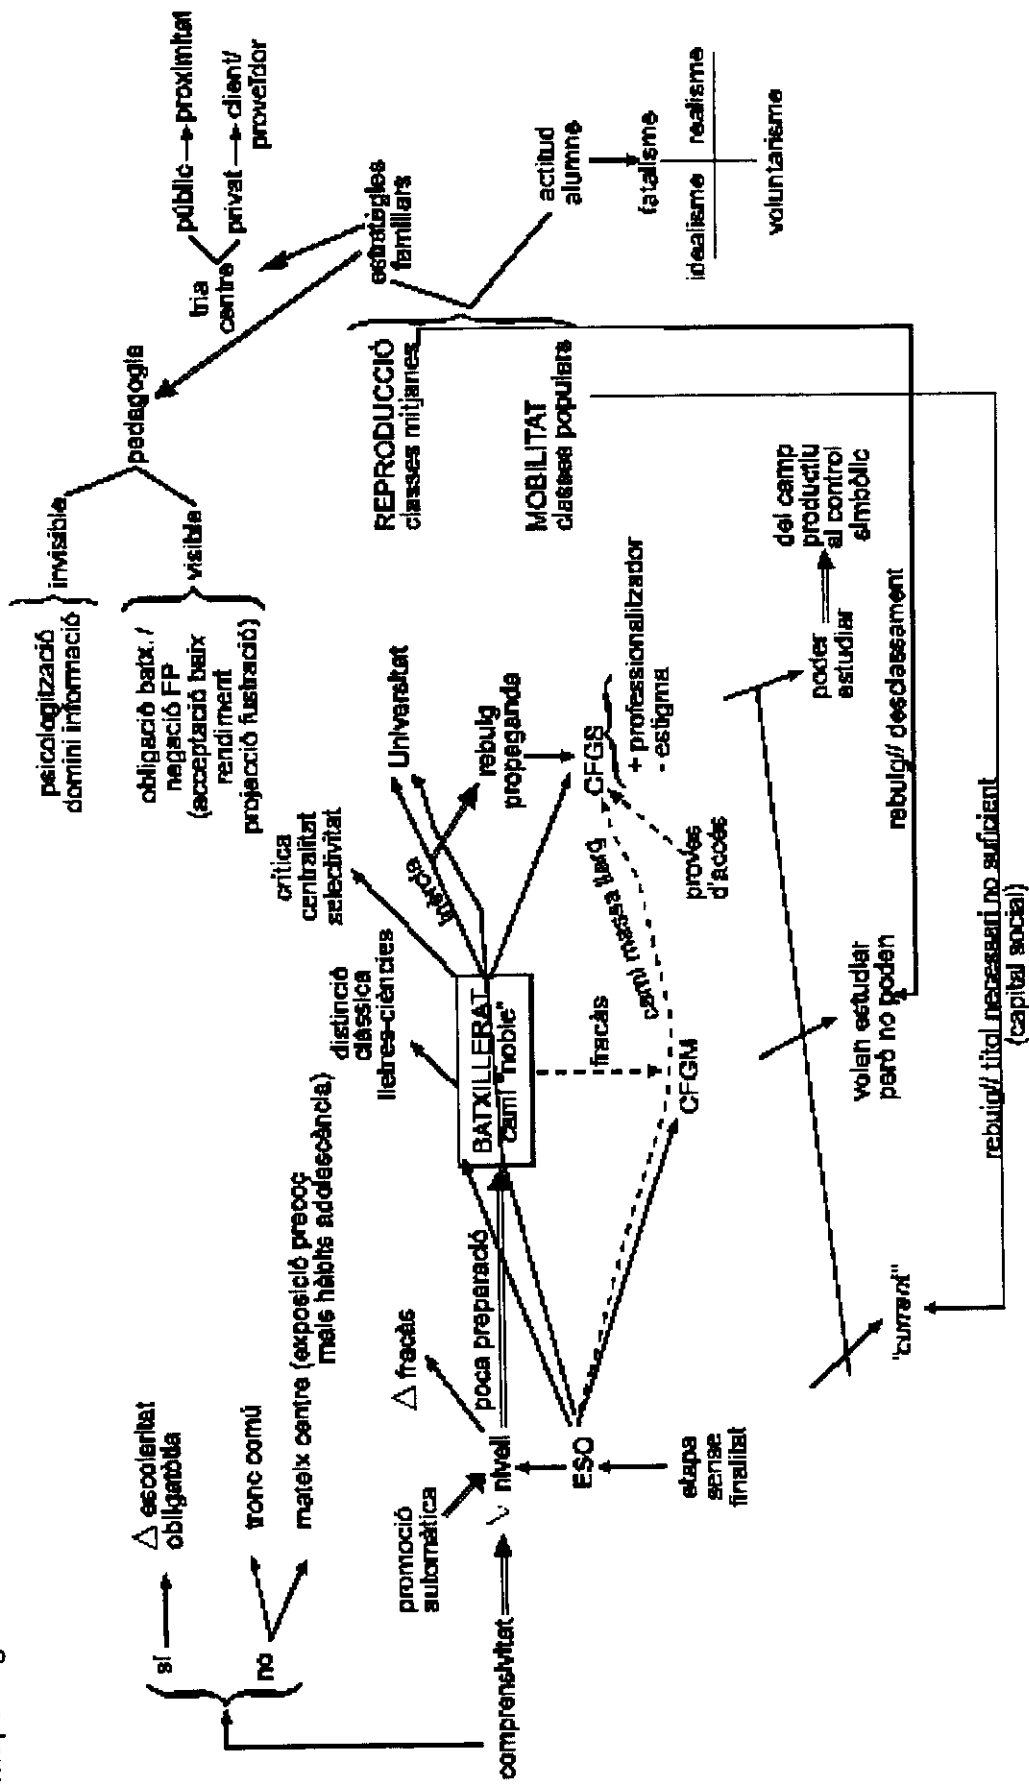 comprensivitat
sí
△ escolaritat
obligatòria
no
tronc comú
mateix centre (exposició precoç
mals hàbits adolescència)
promoció
automàtica
nivell
△ fracàs
poca preparació
ESO
etapa
sense
finalitat
BATXILLERAT
camí "noble"
distinció
clàssica
lletres-ciències
crítica
centralitat
selectivitat
inèrcia
Universitat
rebuig
propaganda
fracàs
CFGM
camí massa llarg
CFGS
proves
d'accés
+ professionalitzador
- estigma
psicologització
domini informació
invisible
obligació batx. /
negació FP
(acceptació baix
rendiment
projecció fustració)
visible
pedagogia
tria
centre
públic
proximitat
privat
client/
proveïdor
estratègies
familiars
REPRODUCCIÓ
classes mitjanes
MOBILITAT
classes populars
actitud
alumne
fatalisme
idealisme
realisme
voluntarisme
"currant"
volen estudiar
però no poden
poder
estudiar
del camp
productiu
al control
simbòlic
rebuig// desclassament
rebuig// títol necessari no suficient
(capital social)